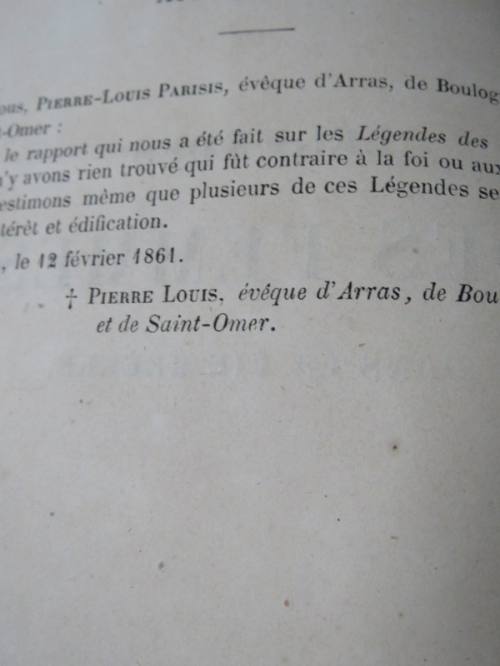 ous, PIERRE-LOUIS PARISIS, évêque d'Arras, de Boulog
-Omer :
le rapport qui nous a été fait sur les Légendes des
n'y avons rien trouvé qui fût contraire à la foi ou aux
estimons même que plusieurs de ces Légendes se
térêt et édification.
, le 12 février 1861.
† PIERRE LOUIS, évêque d'Arras, de Bou
et de Saint-Omer.